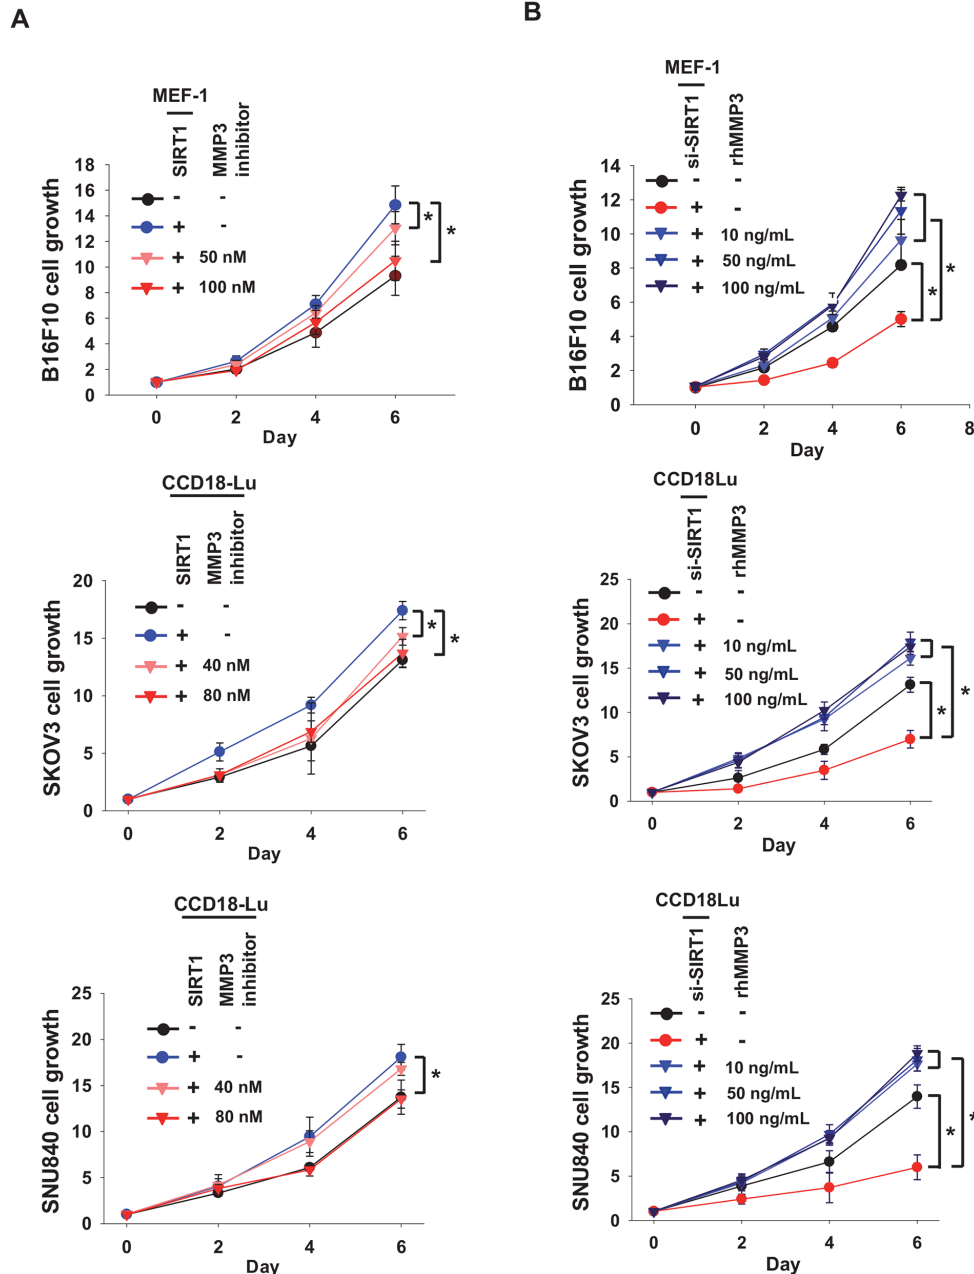 A
MEF-1
SIRT1
MMP3
inhibitor
B16F10 cell growth
18
16
14
12
10
8
6
4
2
0
- -
+ -
+ 50 nM
+ 100 nM
*
*
0 2 4 6
Day
CCD18-Lu
SIRT1
MMP3
inhibitor
SKOV3 cell growth
20
15
10
5
0
- -
+ -
+ 40 nM
+ 80 nM
*
*
0 2 4 6
Day
CCD18-Lu
SIRT1
MMP3
inhibitor
SNU840 cell growth
25
20
15
10
5
0
- -
+ -
+ 40 nM
+ 80 nM
*
0 2 4 6
Day
B
MEF-1
si-SIRT1
rhMMP3
B16F10 cell growth
14
12
10
8
6
4
2
0
- -
+ -
+ 10 ng/mL
+ 50 ng/mL
+ 100 ng/mL
*
*
0 2 4 6 8
Day
CCD18Lu
si-SIRT1
rhMMP3
SKOV3 cell growth
25
20
15
10
5
0
- -
+ -
+ 10 ng/mL
+ 50 ng/mL
+ 100 ng/mL
*
*
0 2 4 6
Day
CCD18Lu
si-SIRT1
rhMMP3
SNU840 cell growth
25
20
15
10
5
0
- -
+ -
+ 10 ng/mL
+ 50 ng/mL
+ 100 ng/mL
*
*
0 2 4 6
Day